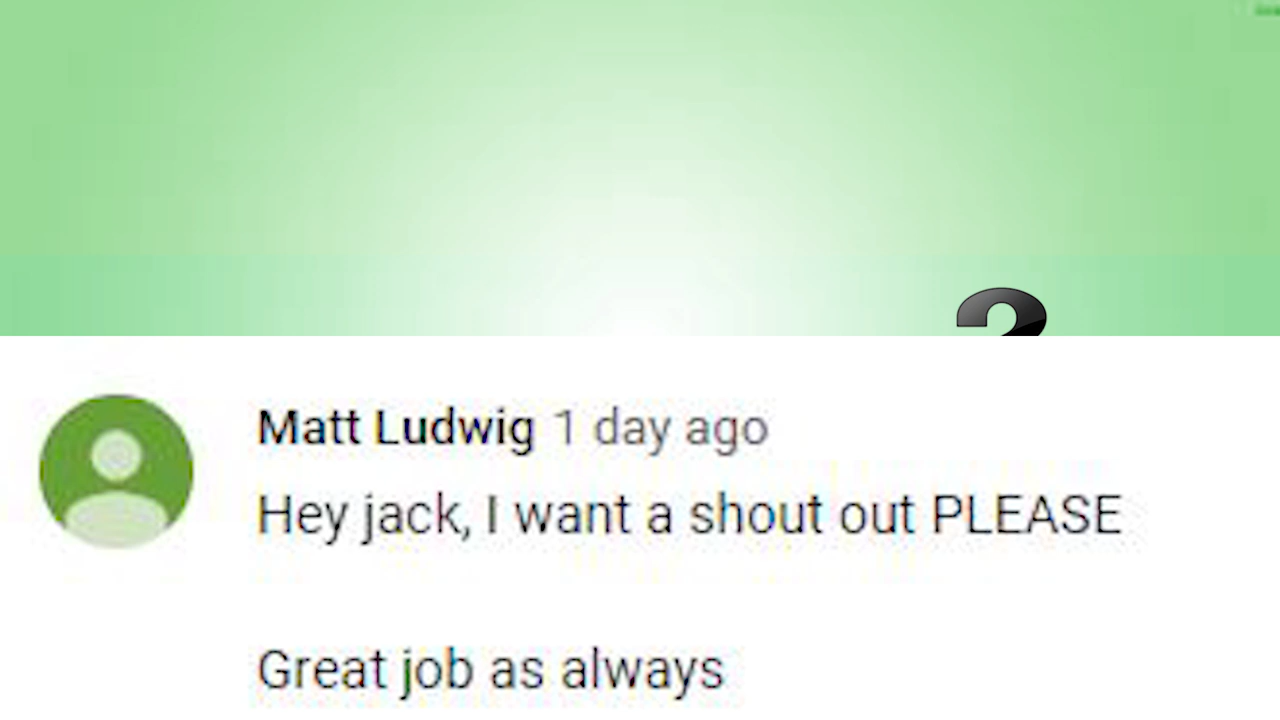 ?
Matt Ludwig 1 day ago
Hey jack, I want a shout out PLEASE
Great job as always